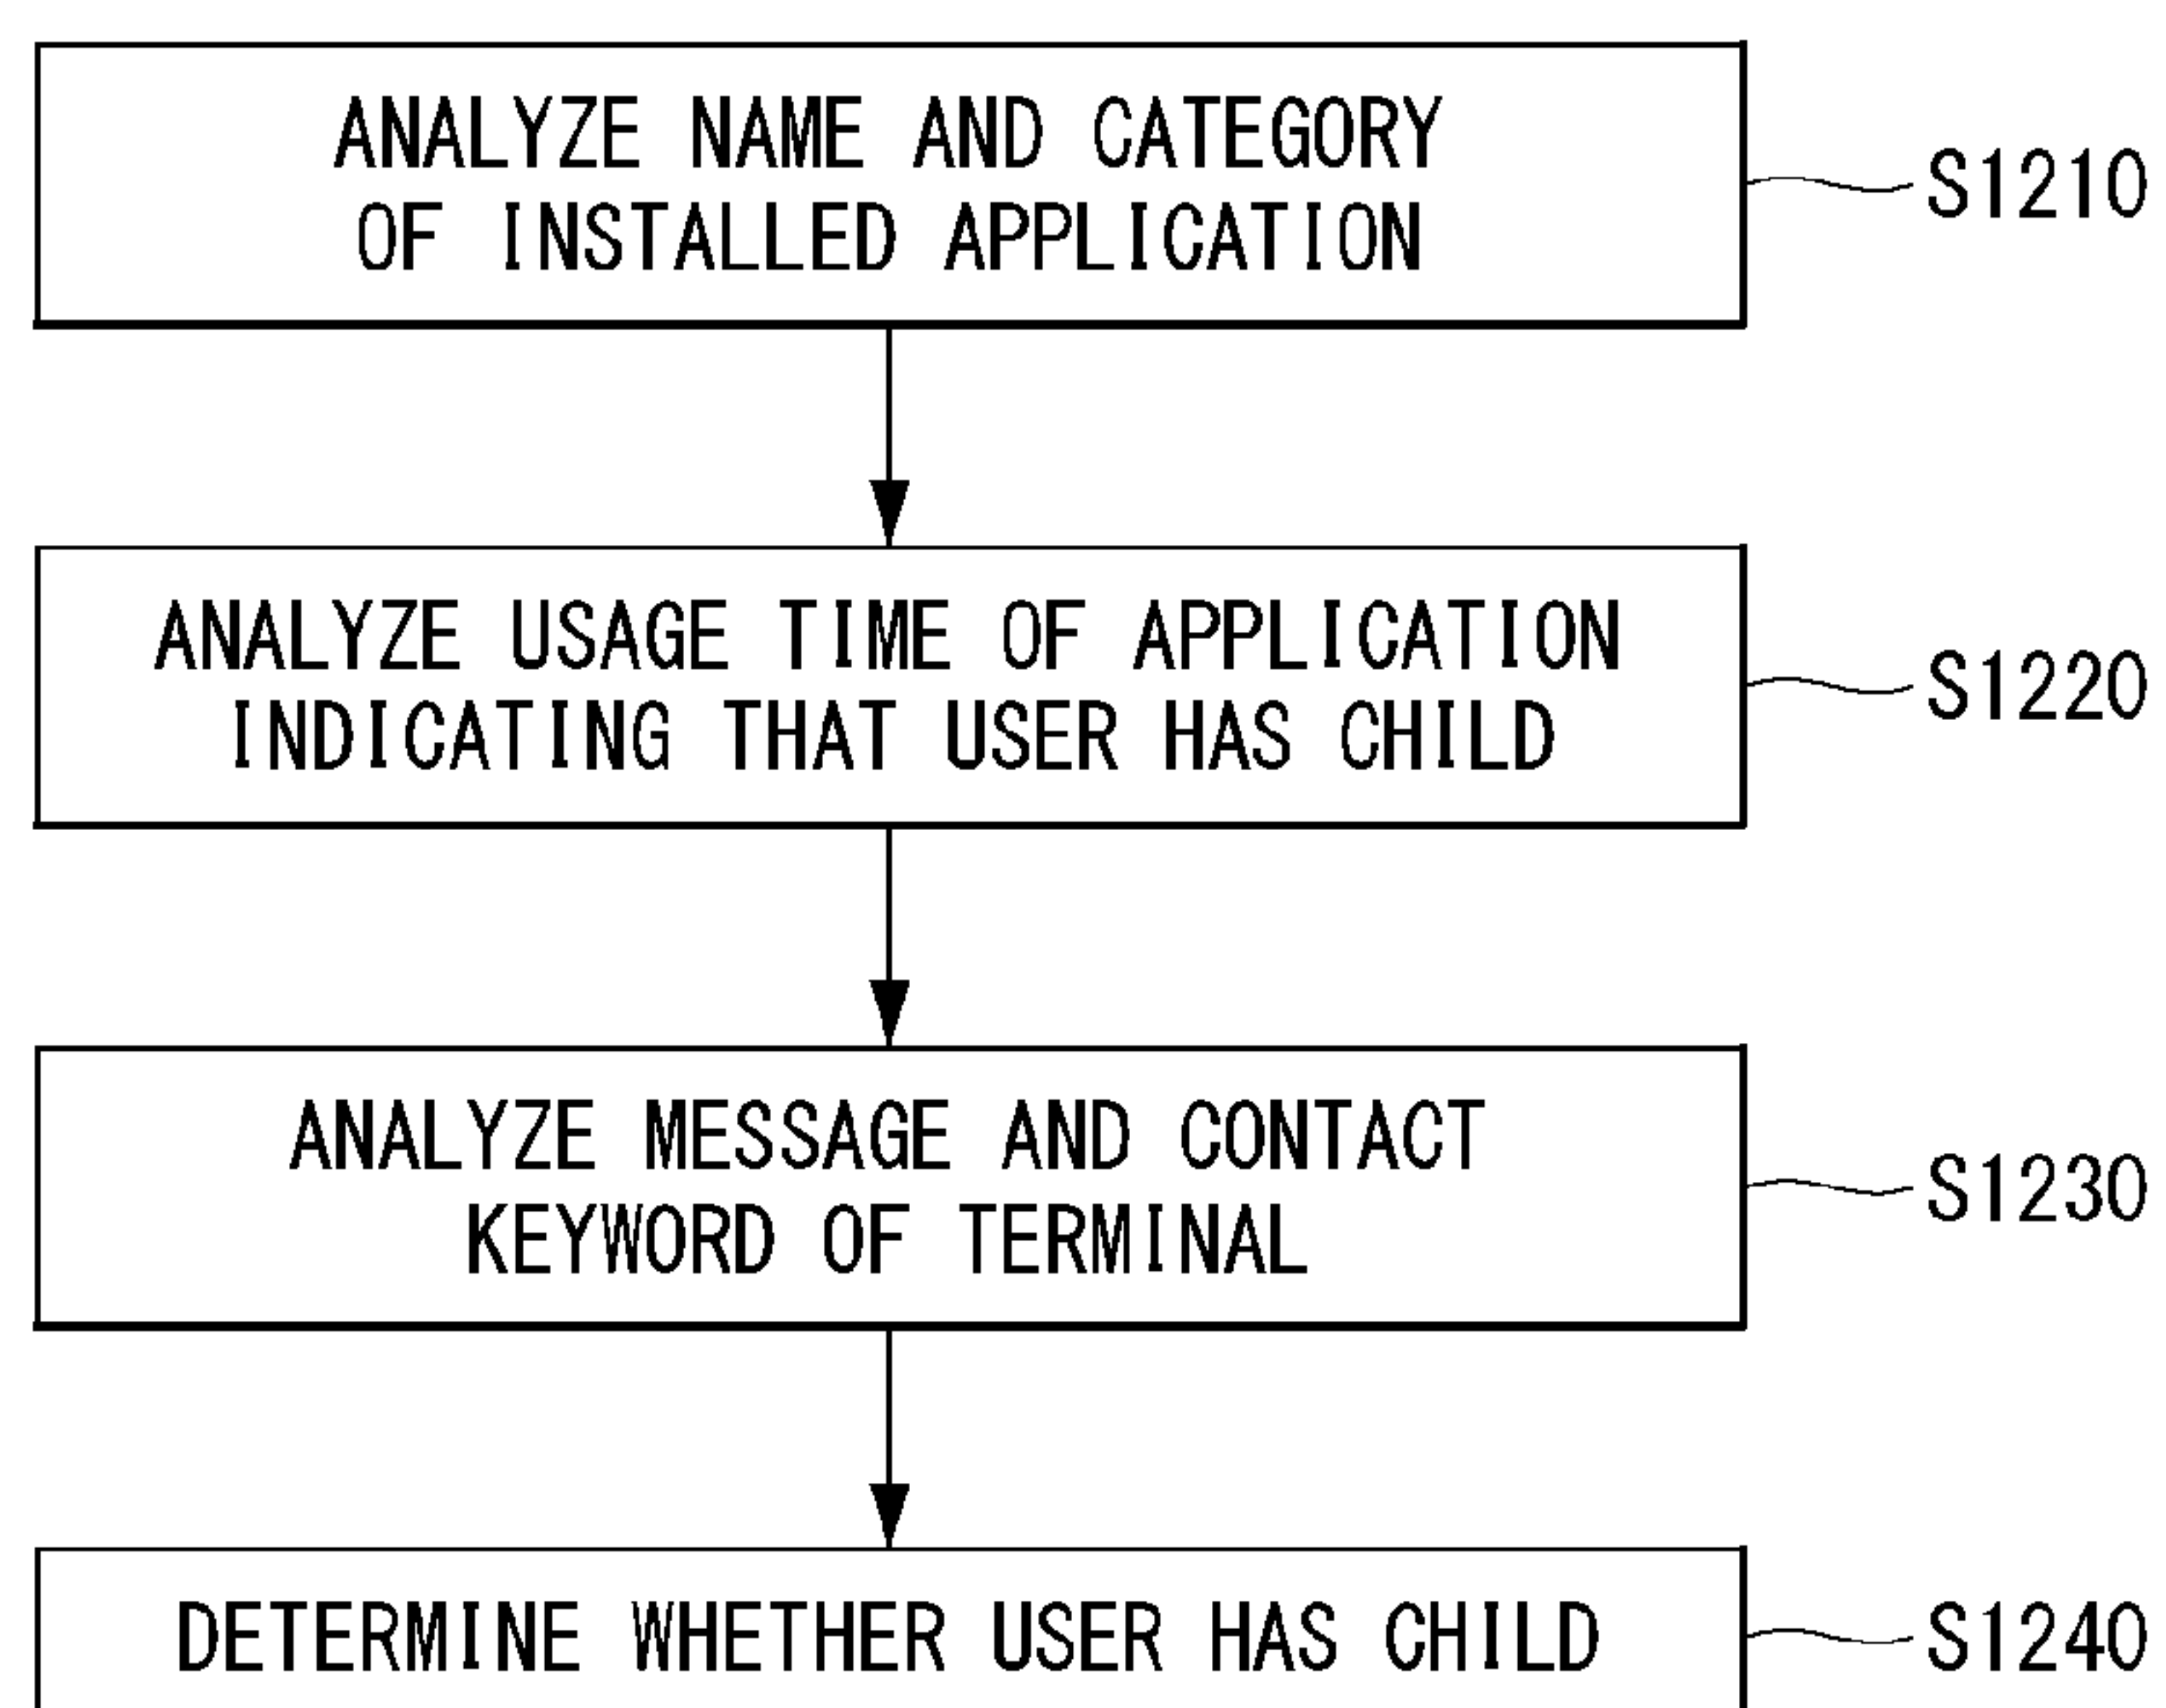 ANALYZE NAME AND CATEGORY
OF INSTALLED APPLICATION
S1210
ANALYZE USAGE TIME OF APPLICATION
INDICATING THAT USER HAS CHILD
S1220
ANALYZE MESSAGE AND CONTACT
KEYWORD OF TERMINAL
S1230
DETERMINE WHETHER USER HAS CHILD
S1240